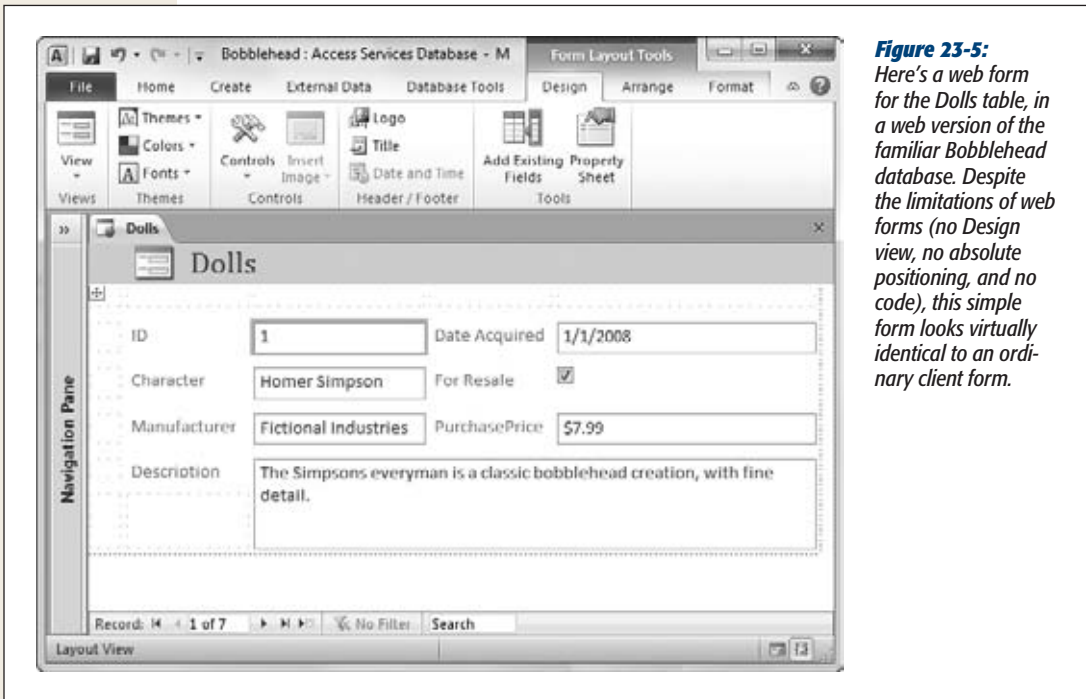 Bobblehead : Access Services Database - M
Form Layout Tools
File
Home
Create
External Data
Database Tools
Design
Arrange
Format
View
Themes
Colors
Fonts
Controls
Insert
Image
Logo
Title
Date and Time
Add Existing
Fields
Property
Sheet
Views
Themes
Controls
Header / Footer
Tools
Dolls
Dolls
Navigation Pane
ID
1
Date Acquired
1/1/2008
Character
Homer Simpson
For Resale
Manufacturer
Fictional Industries
PurchasePrice
$7.99
Description
The Simpsons everyman is a classic bobblehead creation, with fine
detail.
Record:
1 of 7
No Filter
Search
Layout View
Figure 23-5:
Here's a web form
for the Dolls table, in
a web version of the
familiar Bobblehead
database. Despite
the limitations of web
forms (no Design
view, no absolute
positioning, and no
code), this simple
form looks virtually
identical to an ordi-
nary client form.